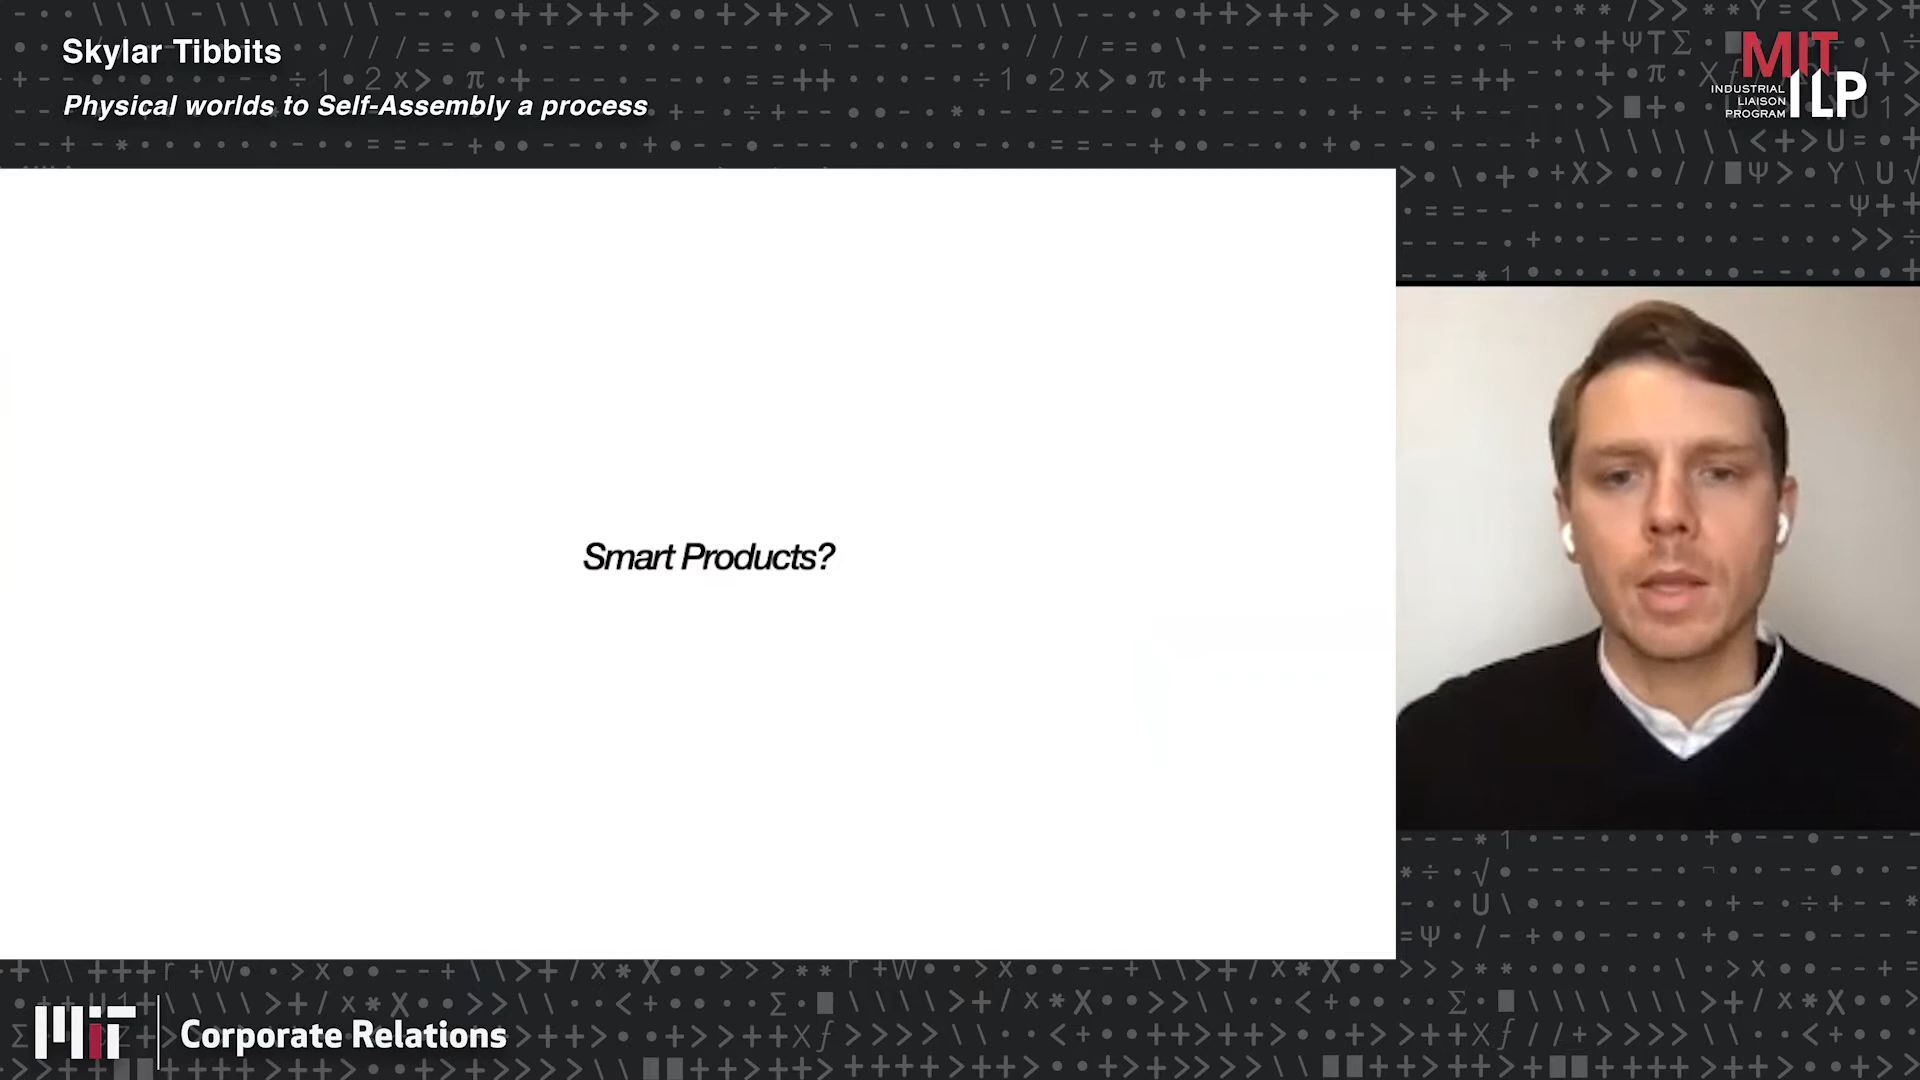 Skylar Tibbits
Physical worlds to Self-Assembly a process
MIT
INDUSTRIAL
LIAISON
PROGRAM
ILP
Smart Products?
MIT
Corporate Relations